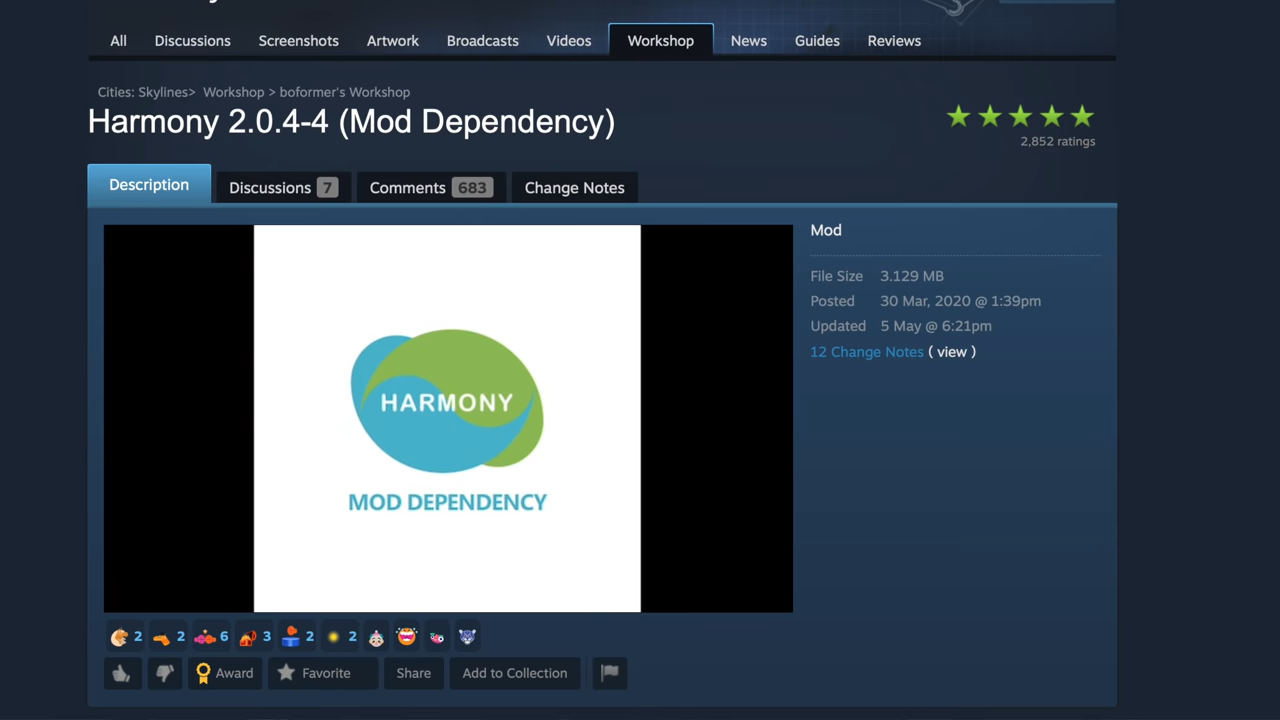 All Discussions Screenshots Artwork Broadcasts Videos Workshop News Guides Reviews
Cities: Skylines> Workshop > boformer's Workshop
Harmony 2.0.4-4 (Mod Dependency)
2,852 ratings
Description Discussions 7 Comments 683 Change Notes
Mod
File Size 3.129 MB
Posted 30 Mar, 2020 @ 1:39pm
Updated 5 May @ 6:21pm
12 Change Notes ( view )
HARMONY
MOD DEPENDENCY
2 2 6 3 2 2
Award Favorite Share Add to Collection